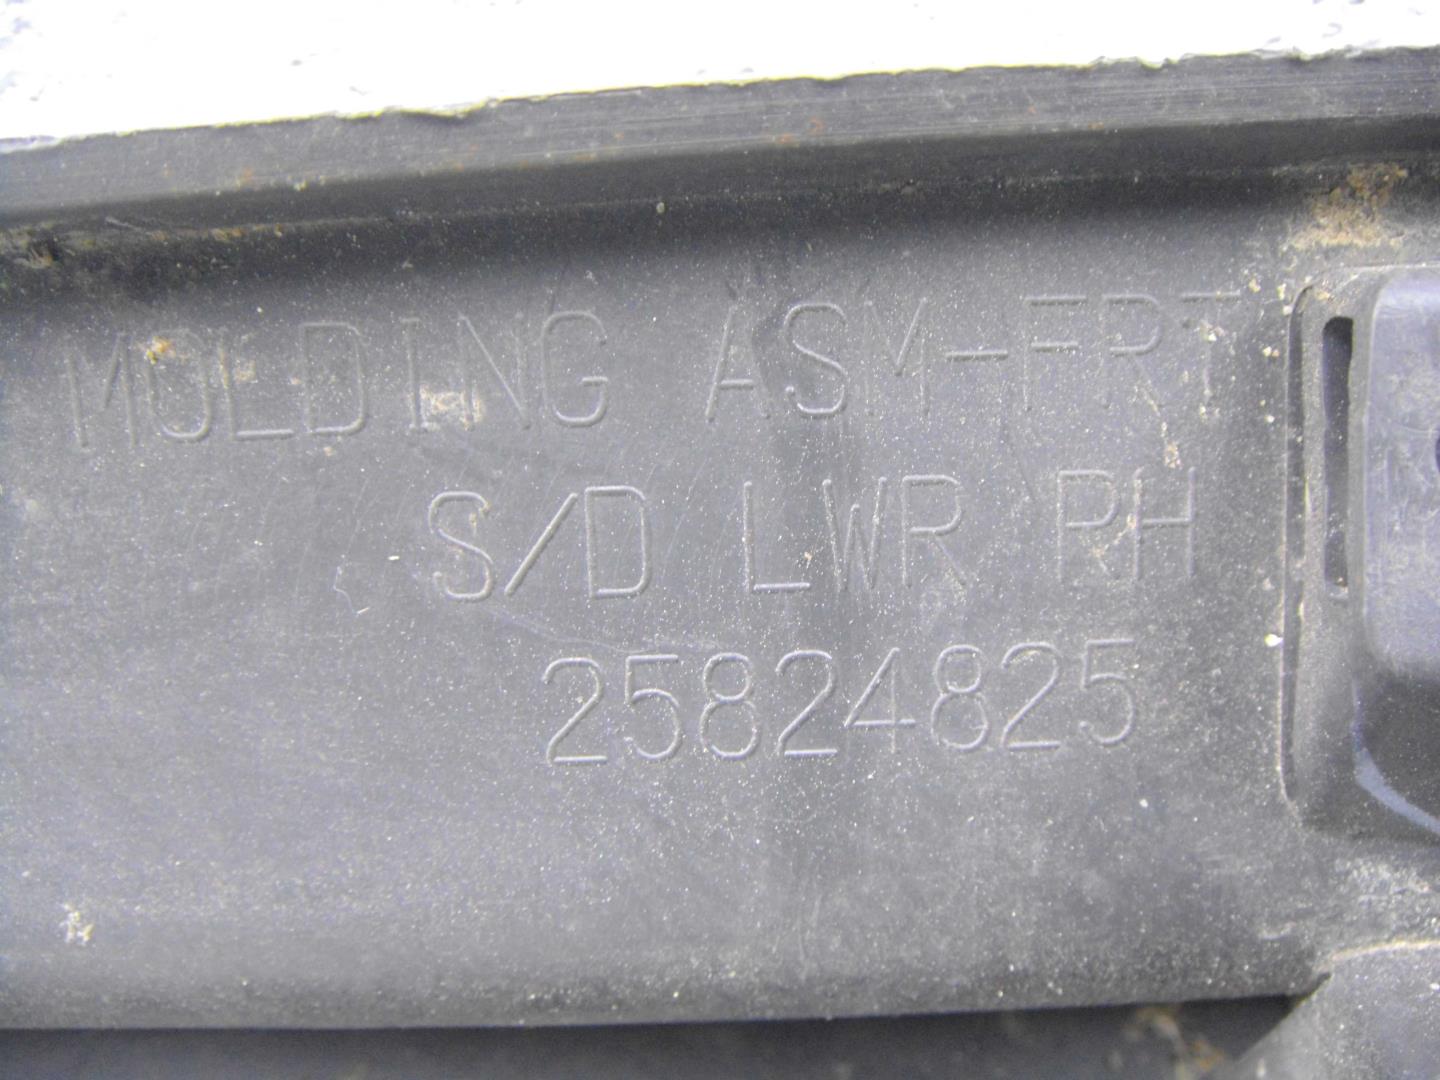 MOLDING ASM-FRT
S/D LWR RH
25824825